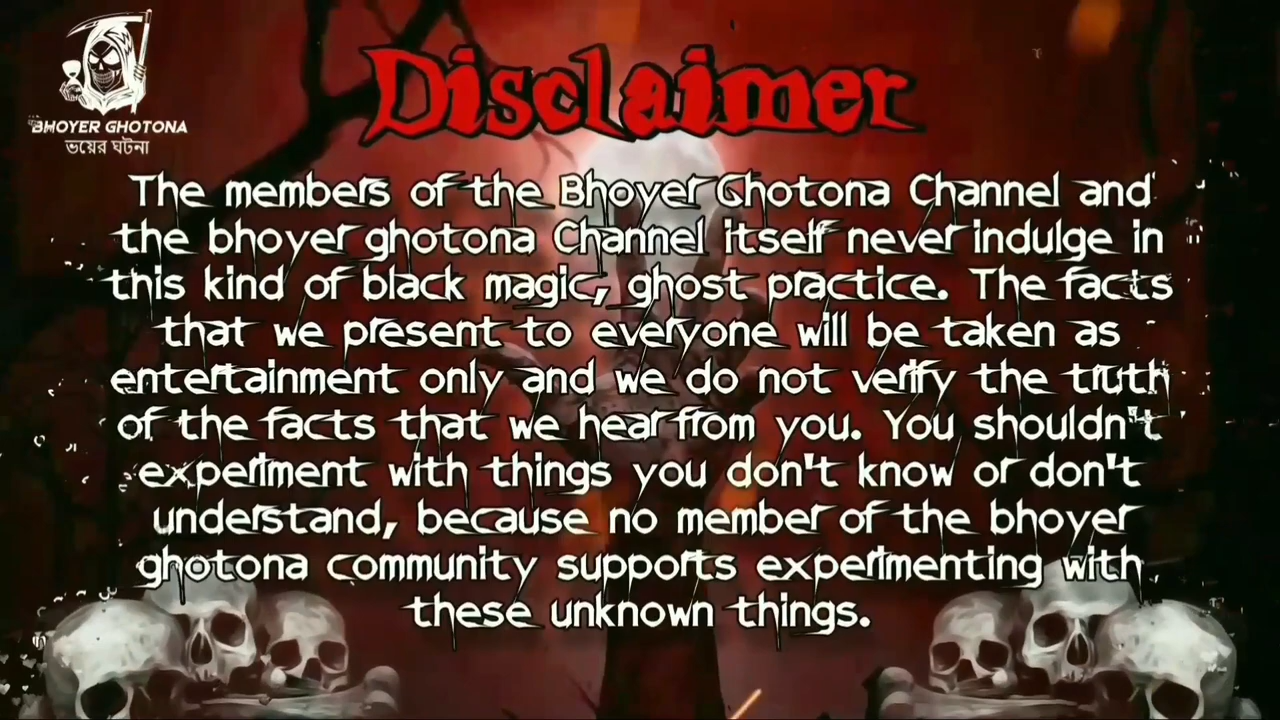 BHOYER GHOTONA
ভয়ের ঘটনা
Disclaimer
The members of the Bhoyer Ghotona Channel and
the bhoyer ghotona Channel itself never indulge in
this kind of black magic, ghost practice. The facts
that we present to everyone will be taken as
entertainment only and we do not verify the truth
of the facts that we hear from you. You shouldn't
experiment with things you don't know or don't
understand, because no member of the bhoyer
ghotona community supports experimenting with
these unknown things.